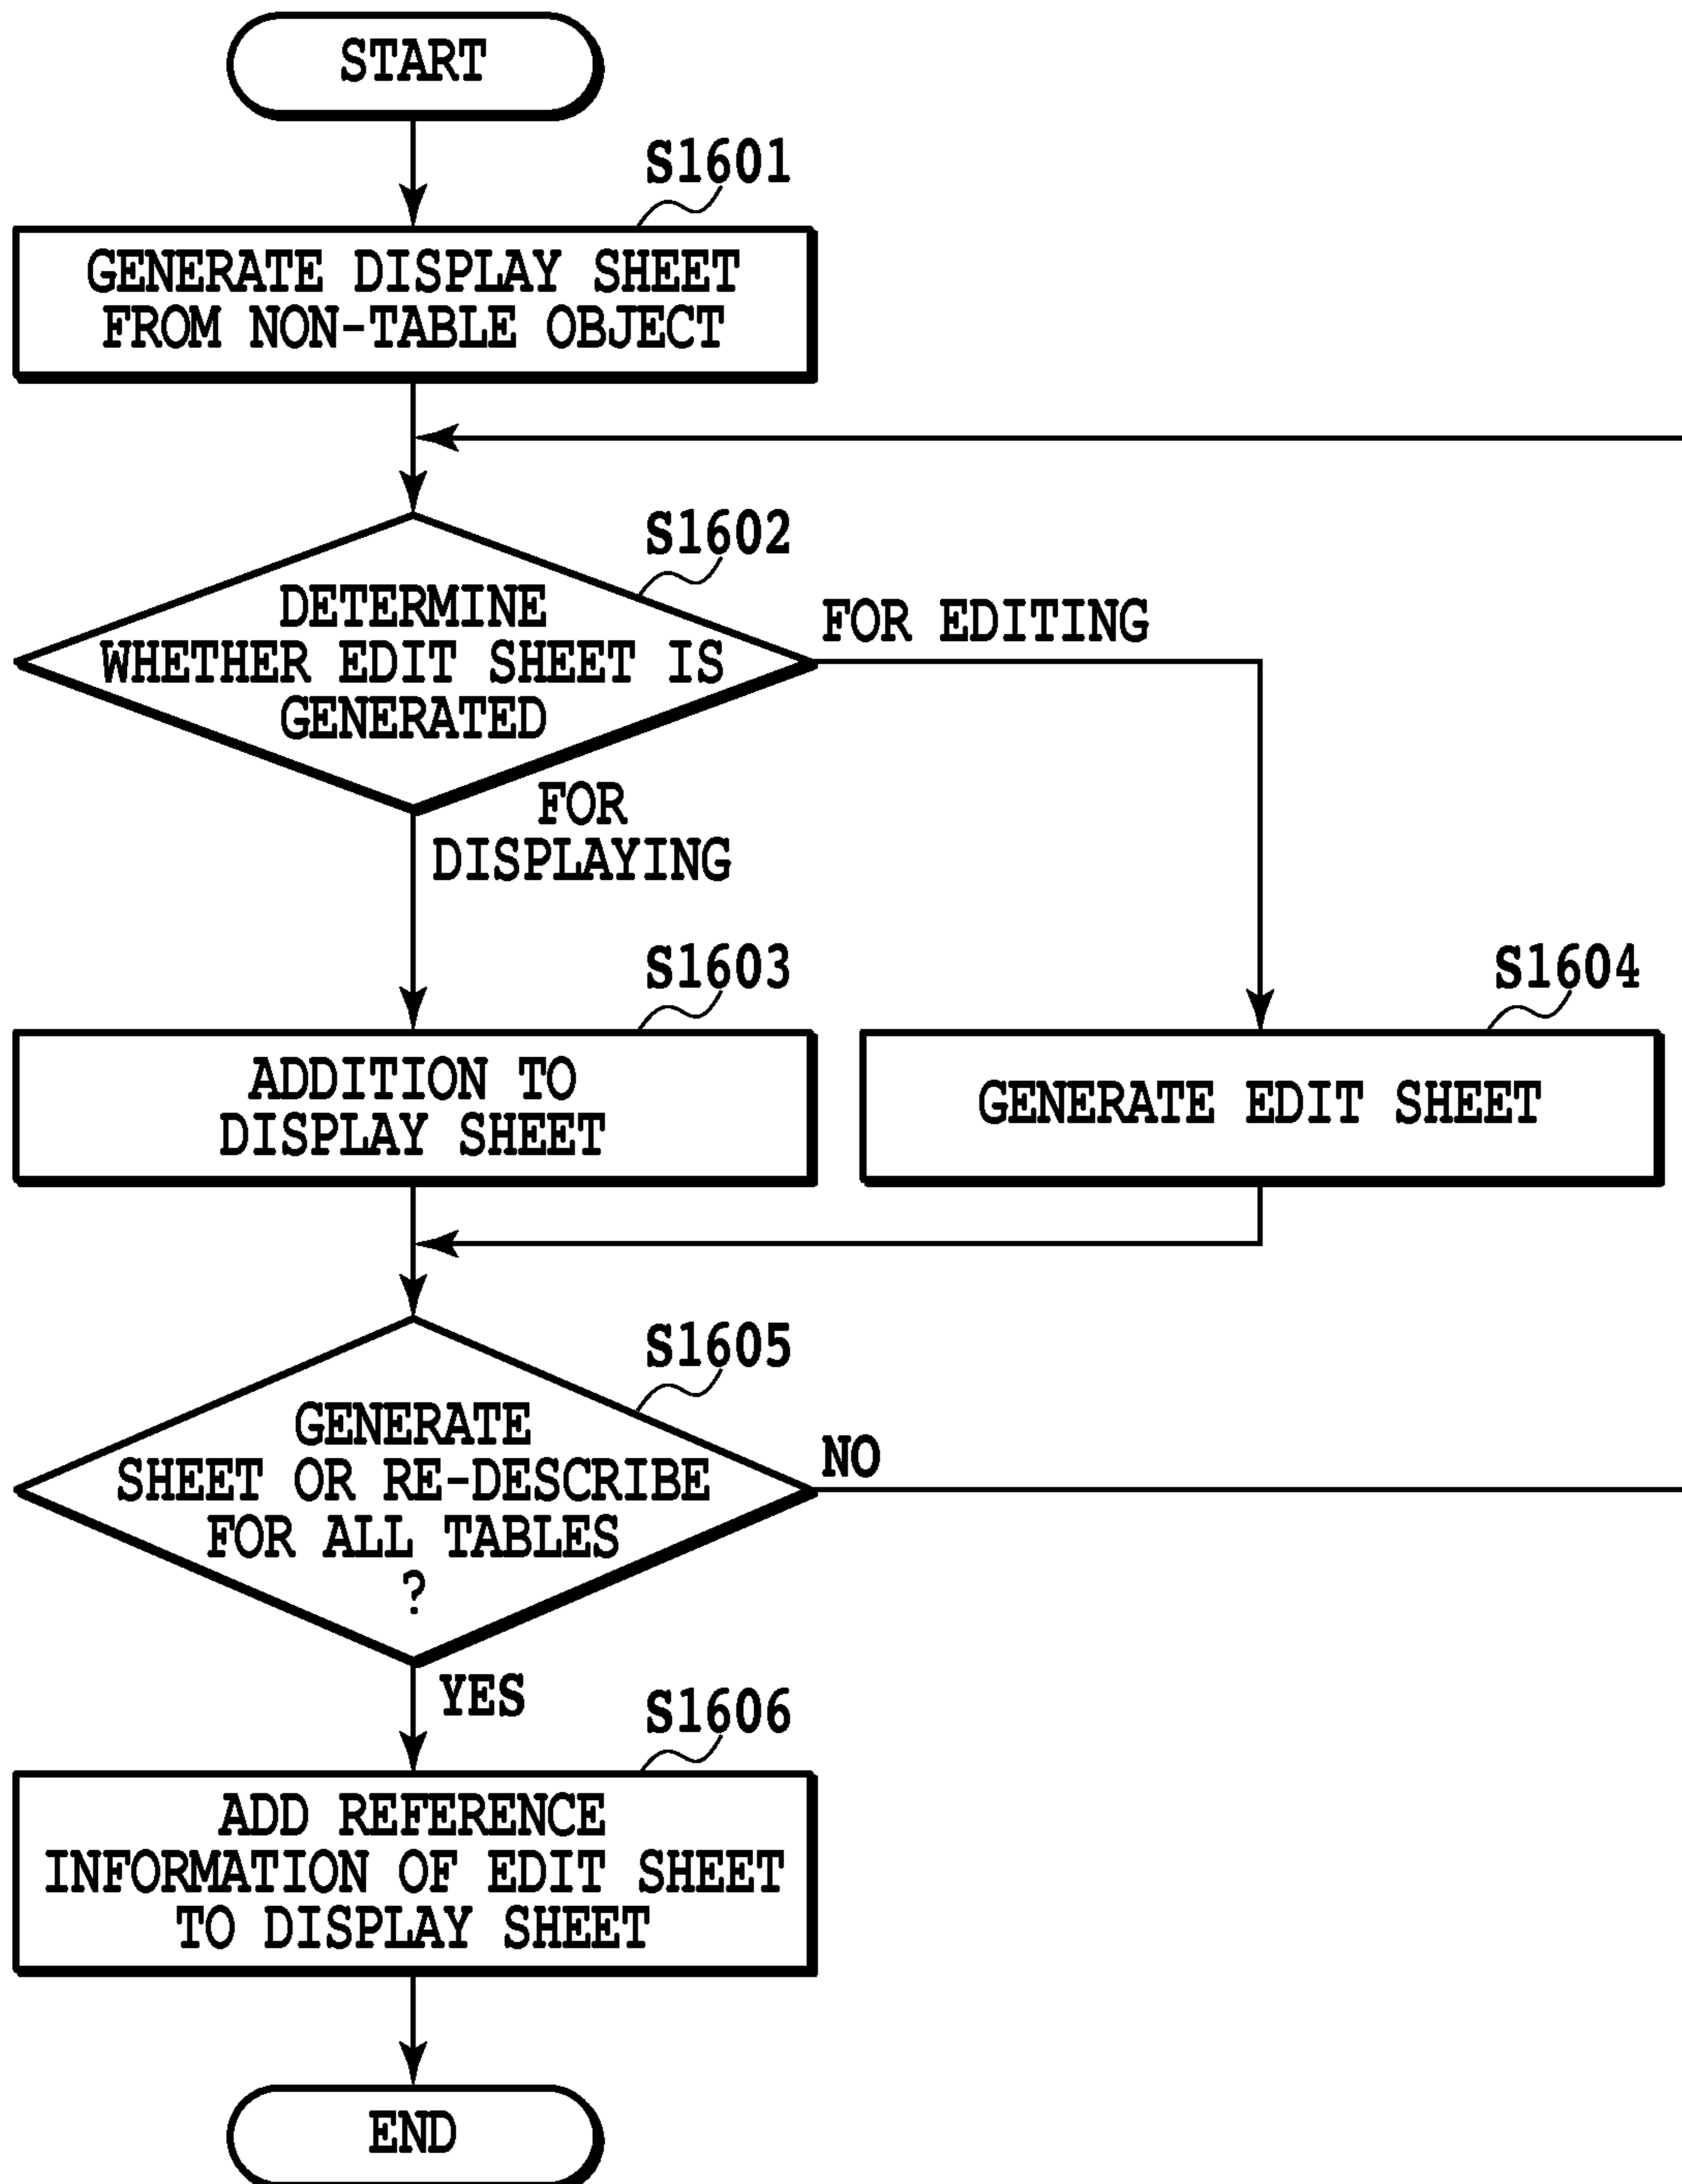 START
S1601
GENERATE DISPLAY SHEET
FROM NON-TABLE OBJECT
S1602
DETERMINE
WHETHER EDIT SHEET IS
GENERATED
FOR EDITING
FOR
DISPLAYING
S1603
ADDITION TO
DISPLAY SHEET
S1604
GENERATE EDIT SHEET
S1605
GENERATE
SHEET OR RE-DESCRIBE
FOR ALL TABLES
?
NO
YES
S1606
ADD REFERENCE
INFORMATION OF EDIT SHEET
TO DISPLAY SHEET
END